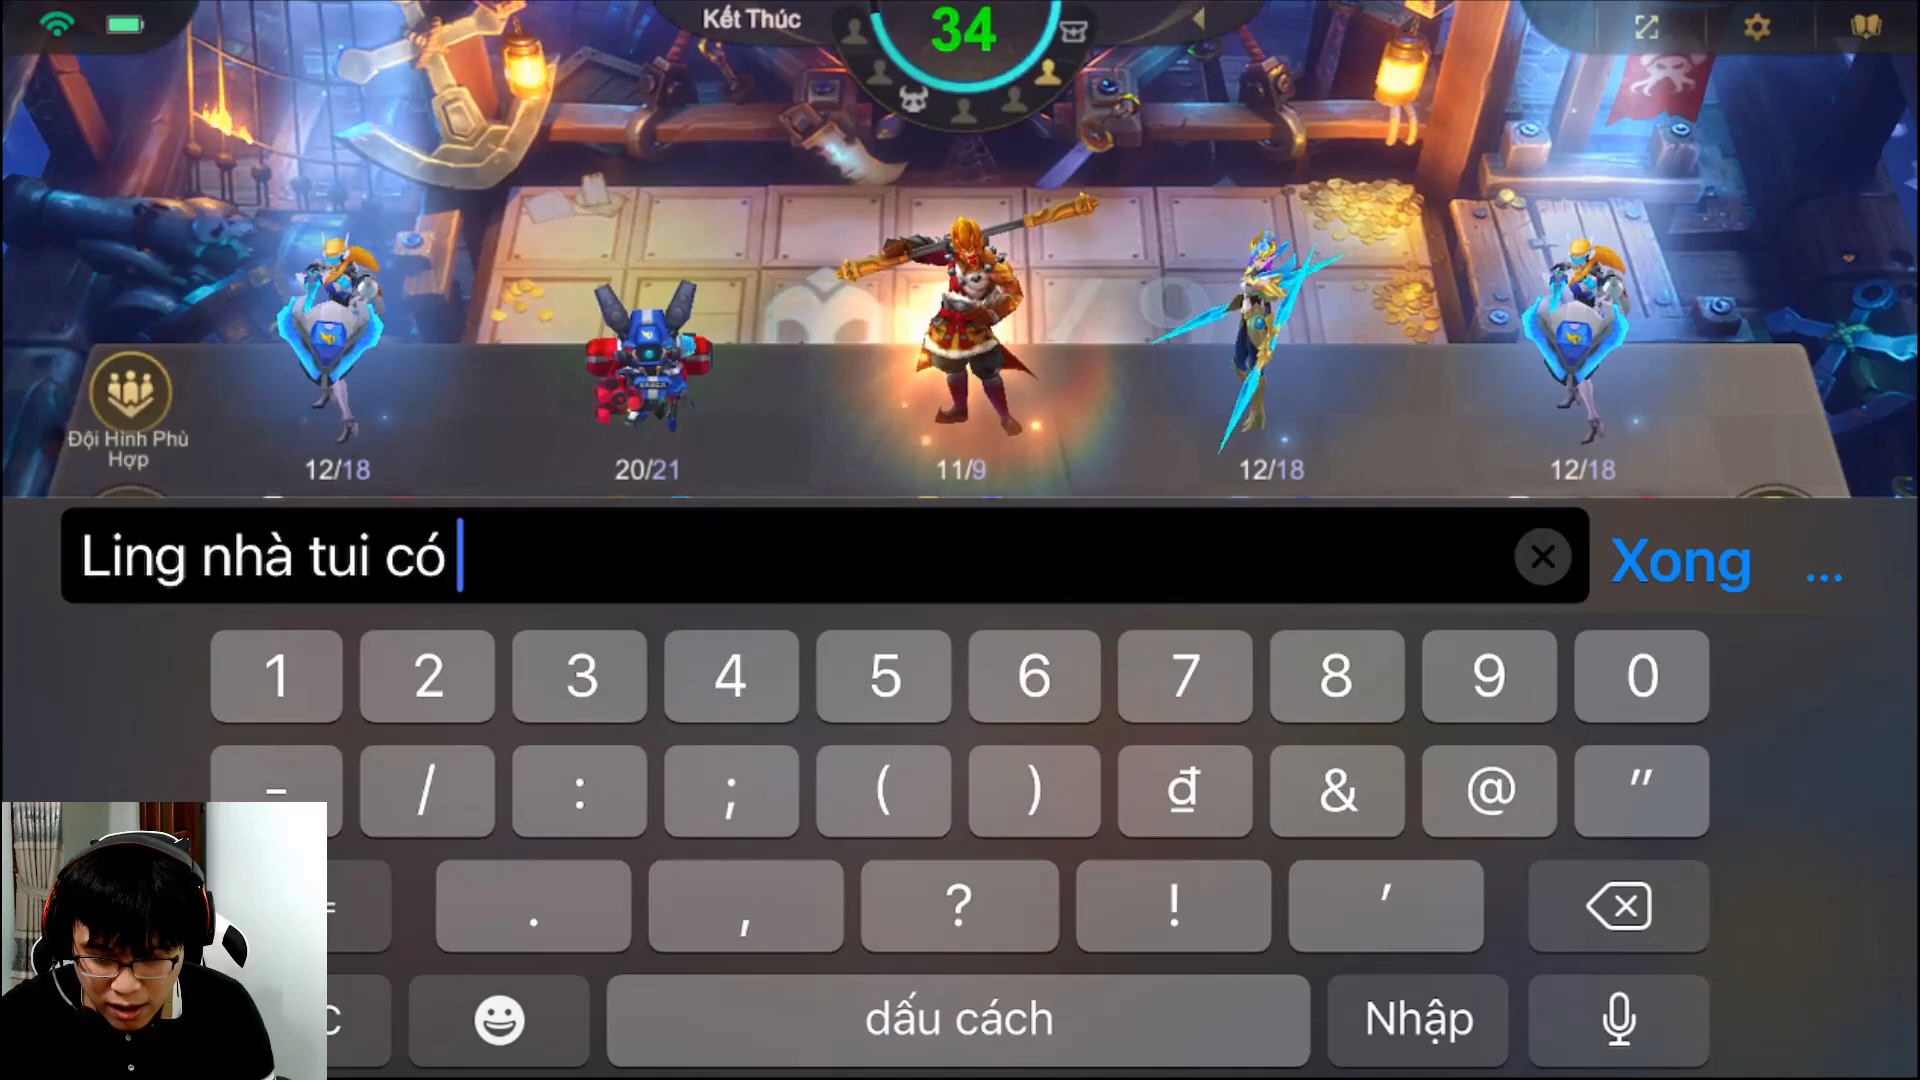 Kết Thúc
34
Đội Hình Phù
Hợp
12/18
20/21
11/9
12/18
12/18
Ling nhà tui có
Xong
...
1 2 3 4 5 6 7 8 9 0
- / : ; ( ) ₫ & @ "
. , ? ! '
dấu cách
Nhập